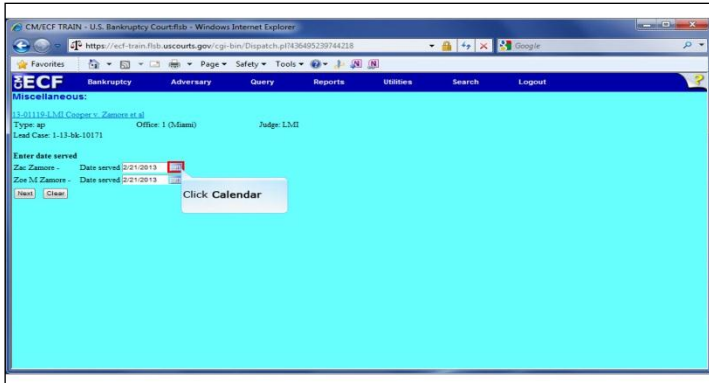 CM/ECF TRAIN - U.S. Bankruptcy Court:flsb - Windows Internet Explorer
https://ecf-train.flsb.uscourts.gov/cgi-bin/Dispatch.pl?436495239744218
Google
Favorites Page Safety Tools
ECF Bankruptcy Adversary Query Reports Utilities Search Logout ?
Miscellaneous:
13-01119-LMI Cooper v. Zamore et al
Type: ap Office: 1 (Miami) Judge: LMI
Lead Case: 1-13-bk-10171
Enter date served
Zac Zamore - Date served 2/21/2013
Zoe M Zamore - Date served 2/21/2013
Next Clear
Click Calendar